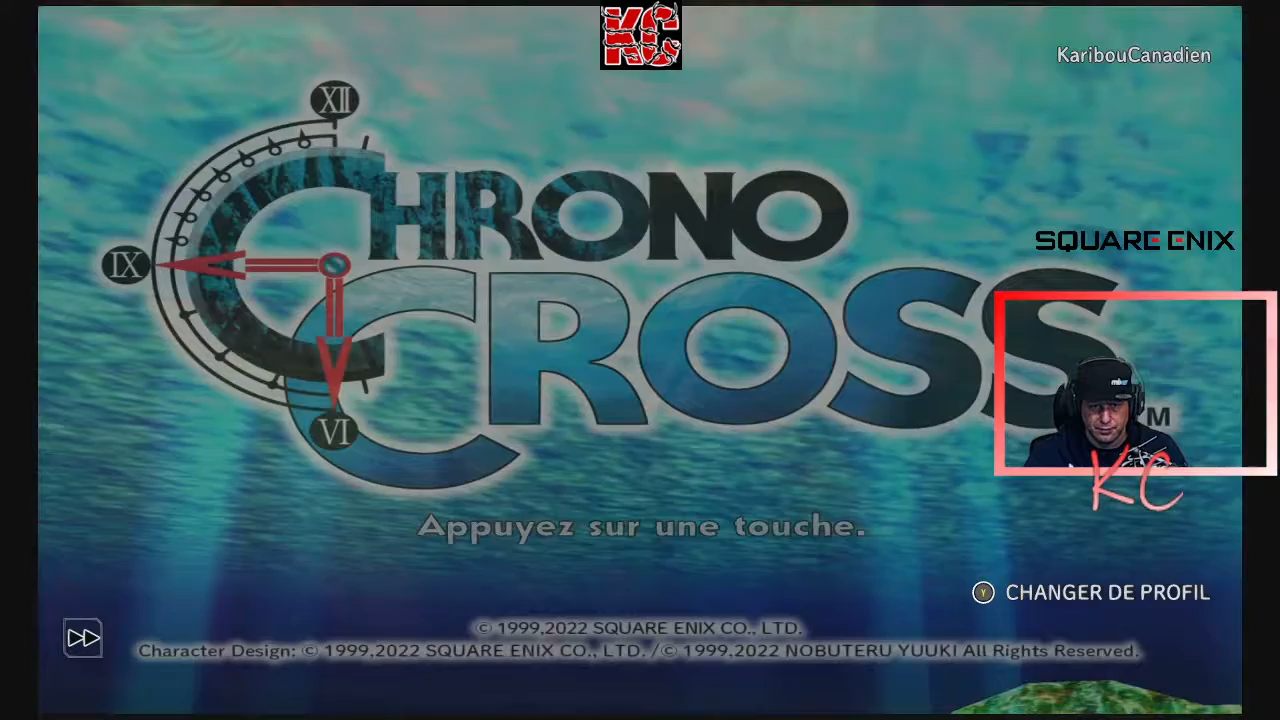 KC
KaribouCanadien
XII
CHRONO
SQUARE ENIX
IX
CROSS
VI
M
KC
Appuyez sur une touche.
Y CHANGER DE PROFIL
© 1999,2022 SQUARE ENIX CO., LTD.
Character Design: © 1999,2022 SQUARE ENIX CO., LTD. /© 1999,2022 NOBUTERU YUUKI All Rights Reserved.